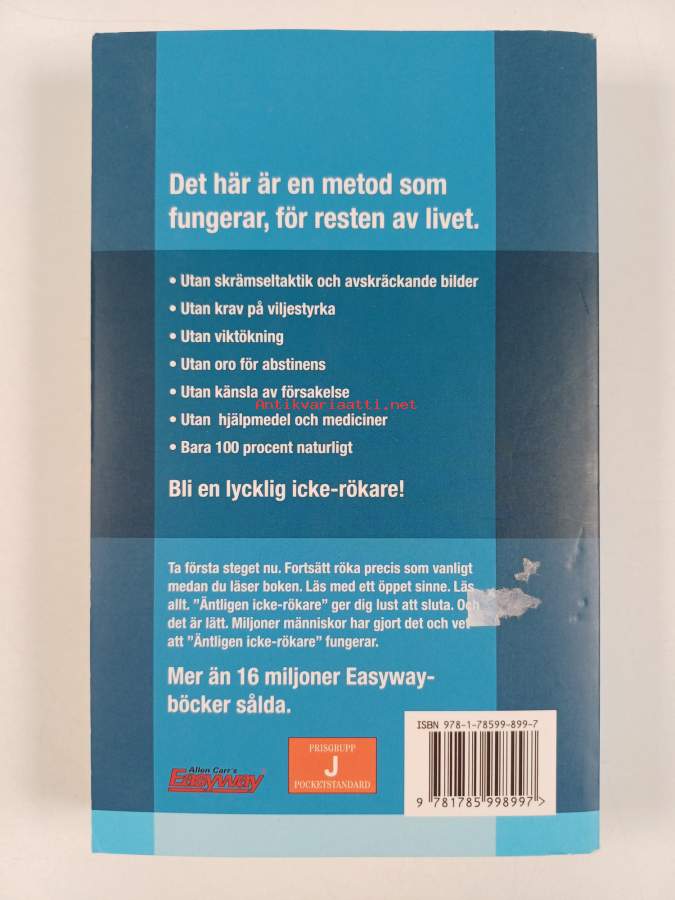 Det här är en metod som
fungerar, för resten av livet.
• Utan skrämseltaktik och avskräckande bilder
• Utan krav på viljestyrka
• Utan viktökning
• Utan oro för abstinens
• Utan känsla av försakelse
Antikvariaatti.net
• Utan hjälpmedel och mediciner
• Bara 100 procent naturligt
Bli en lycklig icke-rökare!
Ta första steget nu. Fortsätt röka precis som vanligt
medan du läser boken. Läs med ett öppet sinne. Läs
allt. ”Äntligen icke-rökare” ger dig lust att sluta. Och
det är lätt. Miljoner människor har gjort det och vet
att ”Äntligen icke-rökare” fungerar.
Mer än 16 miljoner Easyway-
böcker sålda.
ISBN 978-1-78599-899-7
Allen Carr's
Easyway
PRISGRUPP
J
POCKETSTANDARD
9 781785 998997 >